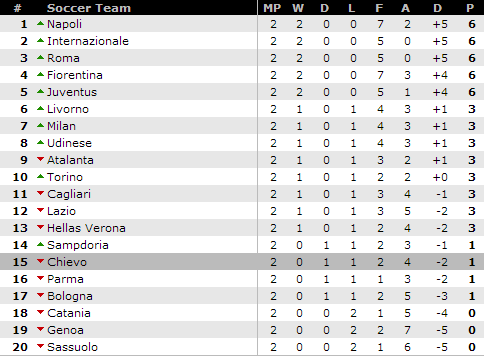 # Soccer Team MP W D L F A D P
1 Napoli 2 2 0 0 7 2 +5 6
2 Internazionale 2 2 0 0 5 0 +5 6
3 Roma 2 2 0 0 5 0 +5 6
4 Fiorentina 2 2 0 0 7 3 +4 6
5 Juventus 2 2 0 0 5 1 +4 6
6 Livorno 2 1 0 1 4 3 +1 3
7 Milan 2 1 0 1 4 3 +1 3
8 Udinese 2 1 0 1 4 3 +1 3
9 Atalanta 2 1 0 1 3 2 +1 3
10 Torino 2 1 0 1 2 2 +0 3
11 Cagliari 2 1 0 1 3 4 -1 3
12 Lazio 2 1 0 1 3 5 -2 3
13 Hellas Verona 2 1 0 1 2 4 -2 3
14 Sampdoria 2 0 1 1 2 3 -1 1
15 Chievo 2 0 1 1 2 4 -2 1
16 Parma 2 0 1 1 1 3 -2 1
17 Bologna 2 0 1 1 2 5 -3 1
18 Catania 2 0 0 2 1 5 -4 0
19 Genoa 2 0 0 2 2 7 -5 0
20 Sassuolo 2 0 0 2 1 6 -5 0